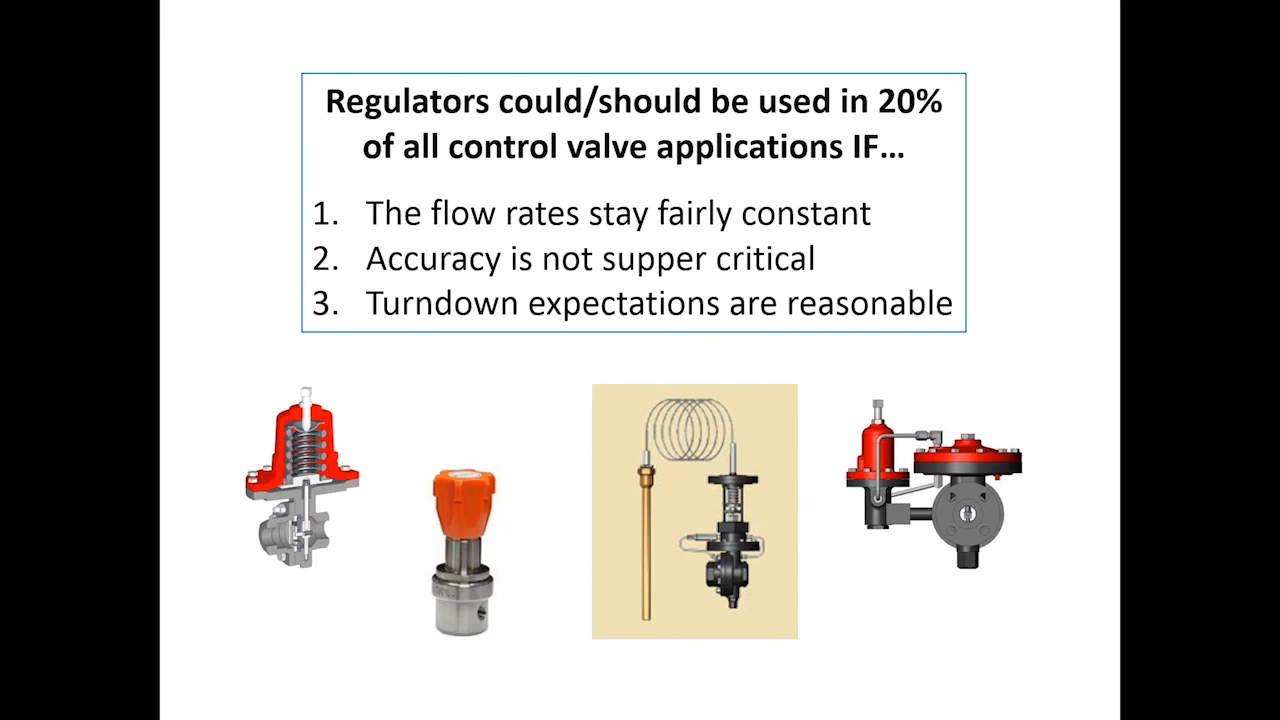 Regulators could/should be used in 20%
of all control valve applications IF...
1. The flow rates stay fairly constant
2. Accuracy is not supper critical
3. Turndown expectations are reasonable